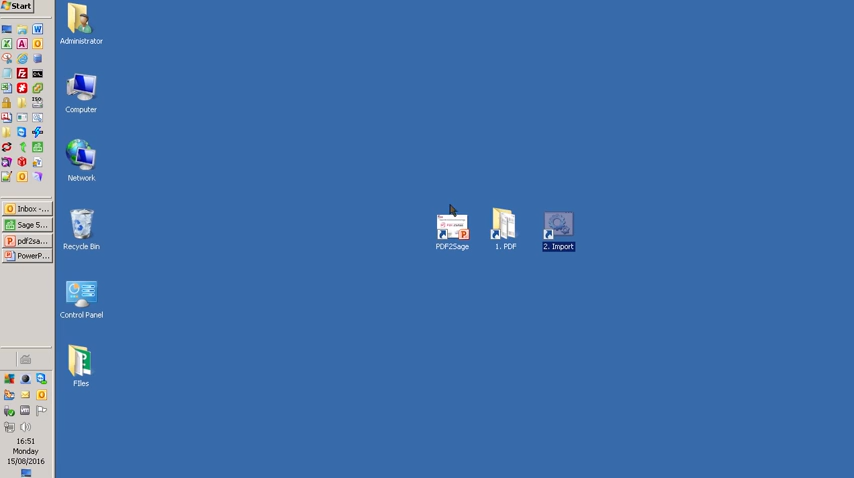 Start
Administrator
Computer
Network
Recycle Bin
Control Panel
Files
ISO
Inbox -...
Sage 5...
pdf2sa...
PowerP...
PDF2Sage
1. PDF
2. Import
16:51
Monday
15/08/2016